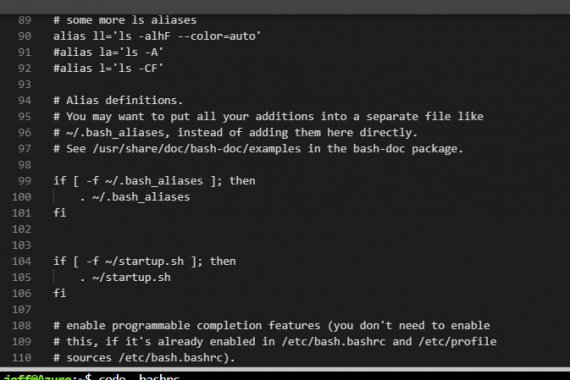 89 # some more ls aliases
90 alias ll='ls -alhF --color=auto'
91 #alias la='ls -A'
92 #alias l='ls -CF'
93
94 # Alias definitions.
95 # You may want to put all your additions into a separate file like
96 # ~/.bash_aliases, instead of adding them here directly.
97 # See /usr/share/doc/bash-doc/examples in the bash-doc package.
98
99 if [ -f ~/.bash_aliases ]; then
100 . ~/.bash_aliases
101 fi
102
103
104 if [ -f ~/startup.sh ]; then
105 . ~/startup.sh
106 fi
107
108 # enable programmable completion features (you don't need to enable
109 # this, if it's already enabled in /etc/bash.bashrc and /etc/profile
110 # sources /etc/bash.bashrc).
jeff@Azure:~$ code .bashrc